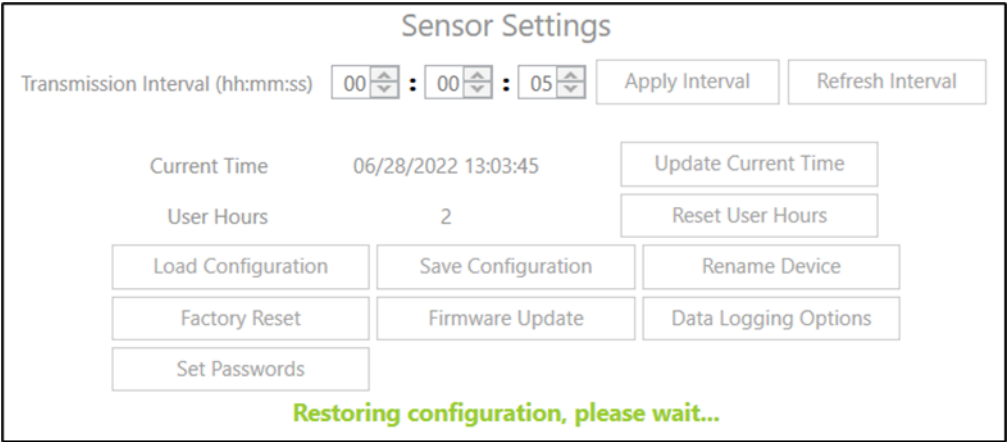 Sensor Settings
Transmission Interval (hh:mm:ss) 00 : 00 : 05 Apply Interval Refresh Interval
Current Time 06/28/2022 13:03:45 Update Current Time
User Hours 2 Reset User Hours
Load Configuration Save Configuration Rename Device
Factory Reset Firmware Update Data Logging Options
Set Passwords
Restoring configuration, please wait...